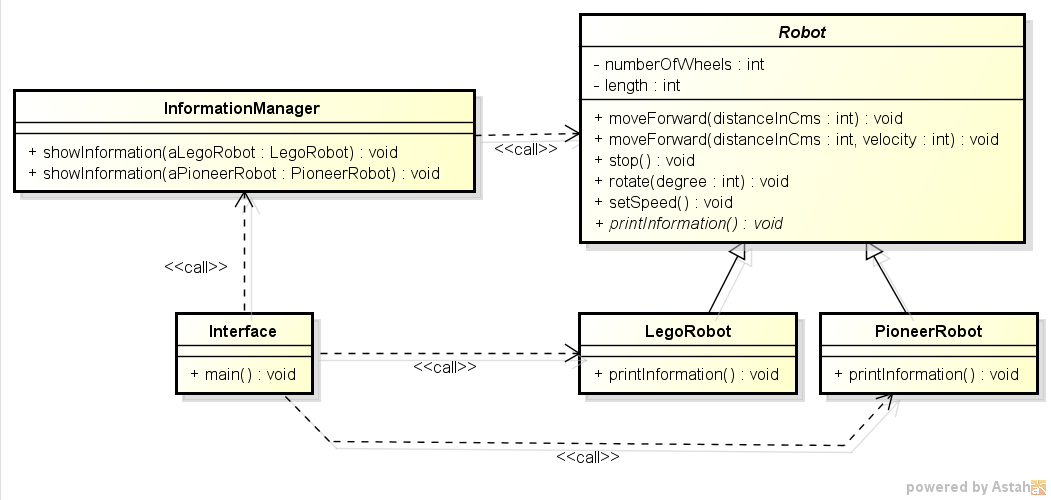 Robot
- numberOfWheels : int
- length : int
+ moveForward(distanceInCms : int) : void
+ moveForward(distanceInCms : int, velocity : int) : void
+ stop() : void
+ rotate(degree : int) : void
+ setSpeed() : void
+ printInformation() : void
InformationManager
+ showInformation(aLegoRobot : LegoRobot) : void
+ showInformation(aPioneerRobot : PioneerRobot) : void
<<call>>
<<call>>
Interface
+ main() : void
<<call>>
LegoRobot
+ printInformation() : void
PioneerRobot
+ printInformation() : void
<<call>>
powered by Astah